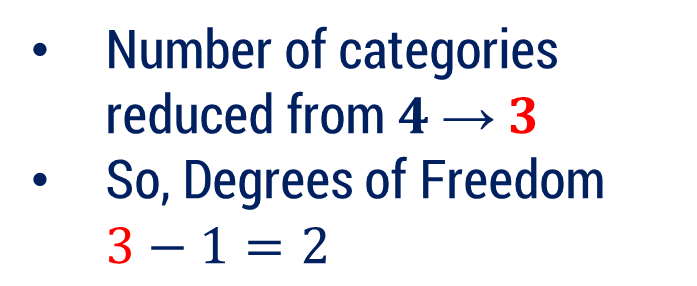 • Number of categories
reduced from 4 → 3
• So, Degrees of Freedom
3 − 1 = 2